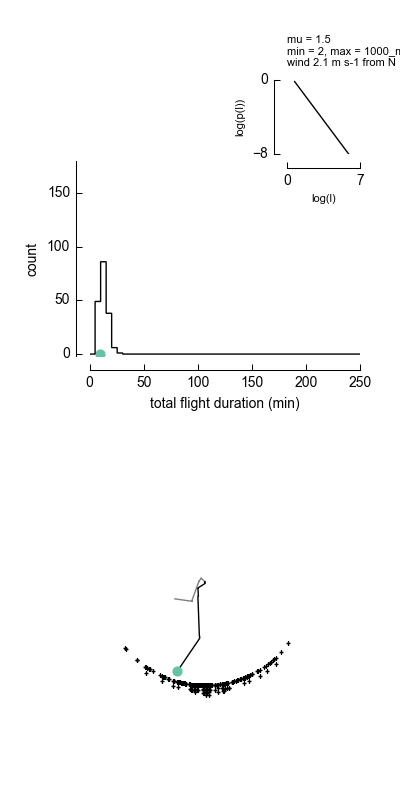 mu = 1.5
min = 2, max = 1000_m
wind 2.1 m s-1 from N
0
log(p(l))
−8
0 7
log(l)
150
100
count
50
0
0 50 100 150 200 250
total flight duration (min)